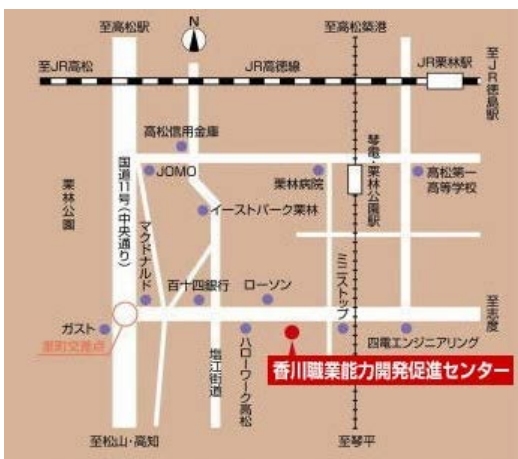 至高松駅
N
至高松築港
至JR高松
JR高徳線
JR栗林駅
至JR徳島駅
高松信用金庫
国道11号(中央通り)
JOMO
栗林病院
琴電・栗林公園駅
高松第一
高等学校
栗林公園
イーストパーク栗林
マクドナルド
百十四銀行
ローソン
ミニストップ
至志度
ガスト
室町交差点
塩江街道
ハローワーク高松
四電エンジニアリング
香川職業能力開発促進センター
至松山・高知
至琴平